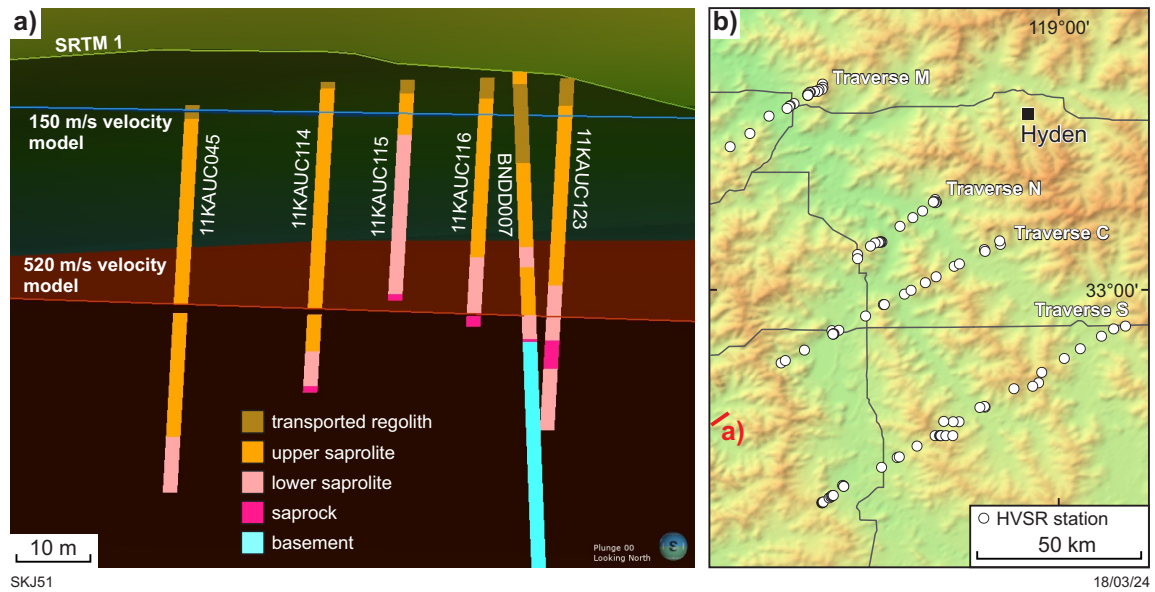 a)
SRTM 1
150 m/s velocity
model
520 m/s velocity
model
11KAUC045
11KAUC114
11KAUC115
11KAUC116
BNDD007
11KAUC123
transported regolith
upper saprolite
lower saprolite
saprock
basement
10 m
Plunge 00
Looking North
S
SKJ51
b)
119°00'
Traverse M
Hyden
Traverse N
Traverse C
33°00'
Traverse S
a)
HVSR station
50 km
18/03/24